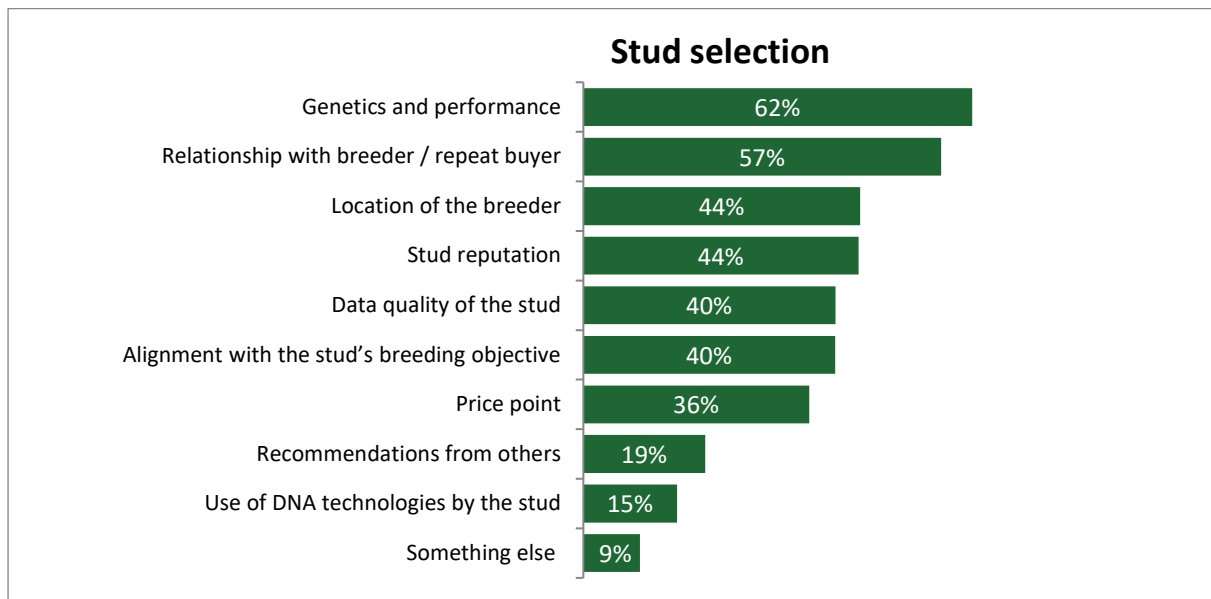 Stud selection
Genetics and performance 62%
Relationship with breeder / repeat buyer 57%
Location of the breeder 44%
Stud reputation 44%
Data quality of the stud 40%
Alignment with the stud’s breeding objective 40%
Price point 36%
Recommendations from others 19%
Use of DNA technologies by the stud 15%
Something else 9%